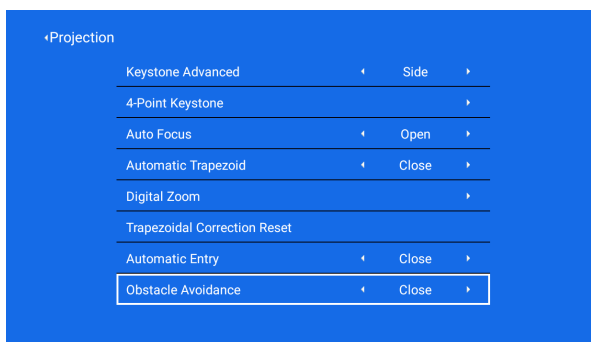 Projection
Keystone Advanced Side
4-Point Keystone
Auto Focus Open
Automatic Trapezoid Close
Digital Zoom
Trapezoidal Correction Reset
Automatic Entry Close
Obstacle Avoidance Close